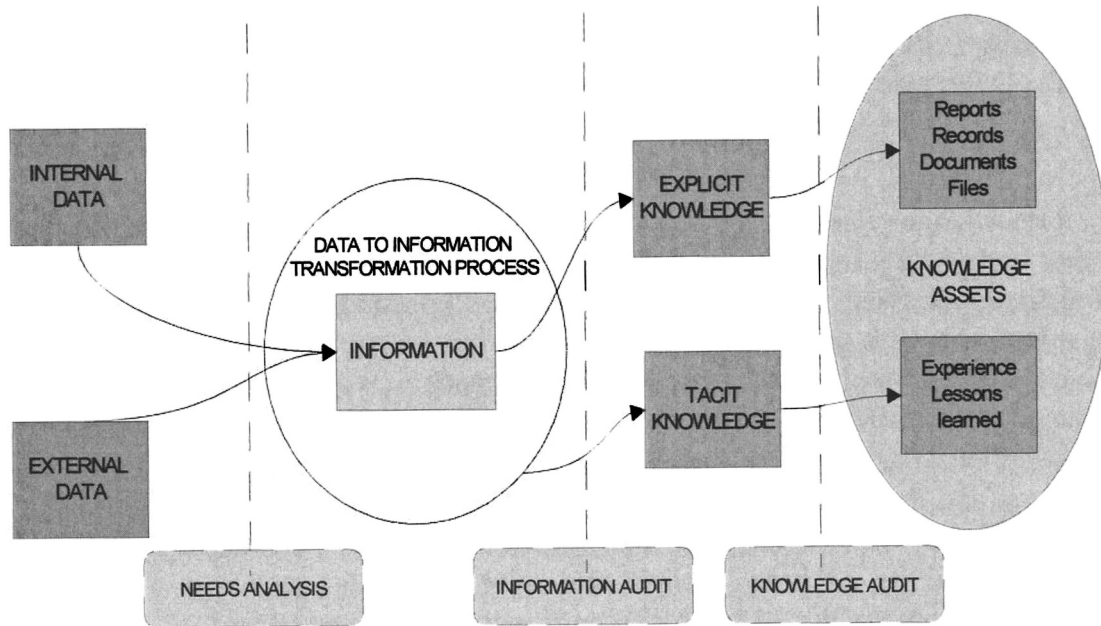 INTERNAL
DATA
EXTERNAL
DATA
DATA TO INFORMATION
TRANSFORMATION PROCESS
INFORMATION
EXPLICIT
KNOWLEDGE
TACIT
KNOWLEDGE
Reports
Records
Documents
Files
KNOWLEDGE
ASSETS
Experience
Lessons
learned
NEEDS ANALYSIS
INFORMATION AUDIT
KNOWLEDGE AUDIT